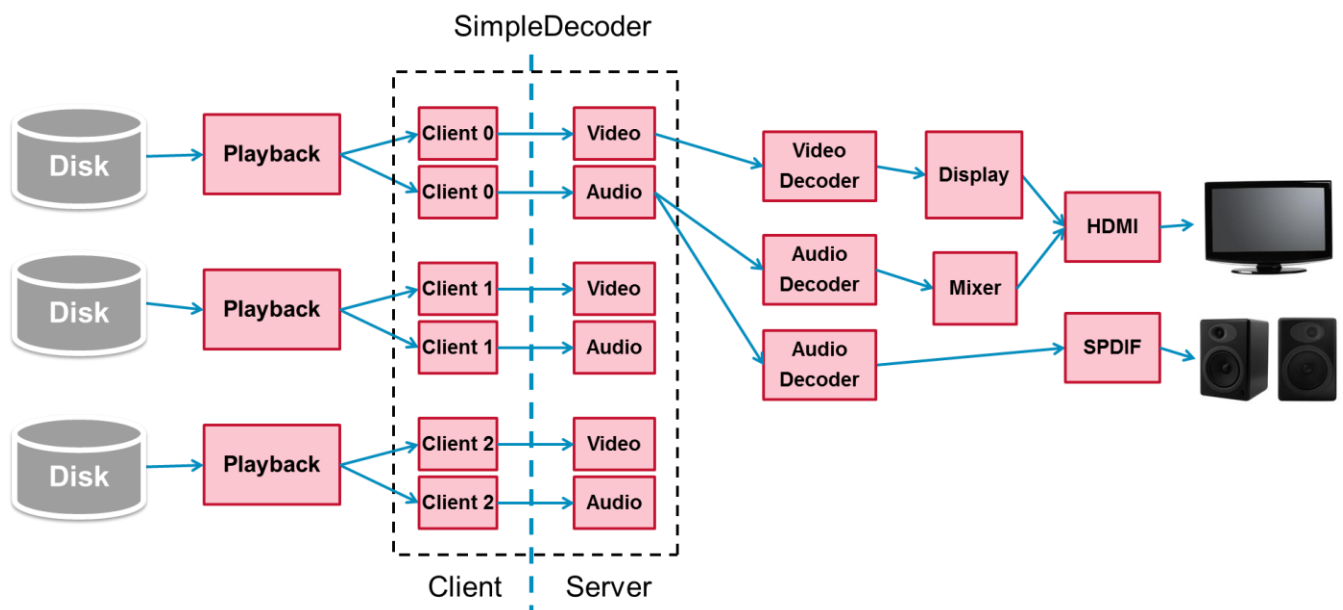 SimpleDecoder
Disk
Playback
Client 0
Video
Client 0
Audio
Video
Decoder
Display
HDMI
Audio
Decoder
Mixer
Disk
Playback
Client 1
Video
Client 1
Audio
Audio
Decoder
SPDIF
Disk
Playback
Client 2
Video
Client 2
Audio
Client
Server